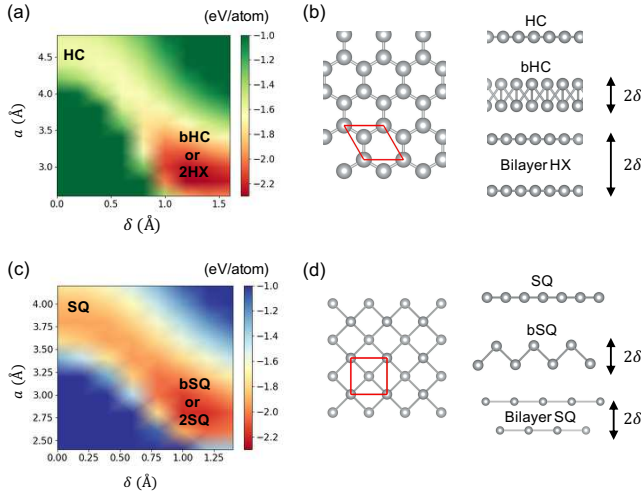 (a)
(eV/atom)
HC
bHC
or
2HX
a (Å)
4.5
4.0
3.5
3.0
0.0 0.5 1.0 1.5
δ (Å)
−1.0
−1.2
−1.4
−1.6
−1.8
−2.0
−2.2
(b)
HC
bHC
2δ
Bilayer HX
2δ
(c)
(eV/atom)
SQ
bSQ
or
2SQ
a (Å)
4.00
3.75
3.50
3.25
3.00
2.75
2.50
0.00 0.25 0.50 0.75 1.00 1.25
δ (Å)
−1.0
−1.2
−1.4
−1.6
−1.8
−2.0
−2.2
(d)
SQ
bSQ
2δ
Bilayer SQ
2δ